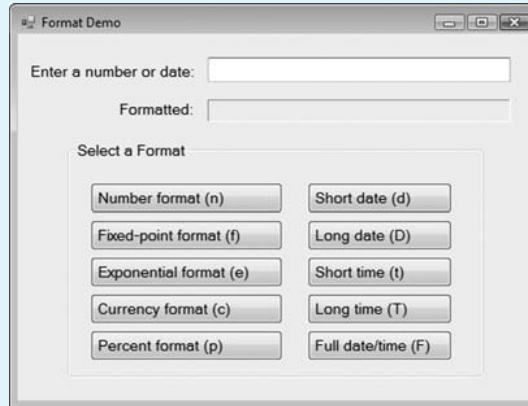 Format Demo
Enter a number or date:
Formatted:
Select a Format
Number format (n)
Short date (d)
Fixed-point format (f)
Long date (D)
Exponential format (e)
Short time (t)
Currency format (c)
Long time (T)
Percent format (p)
Full date/time (F)